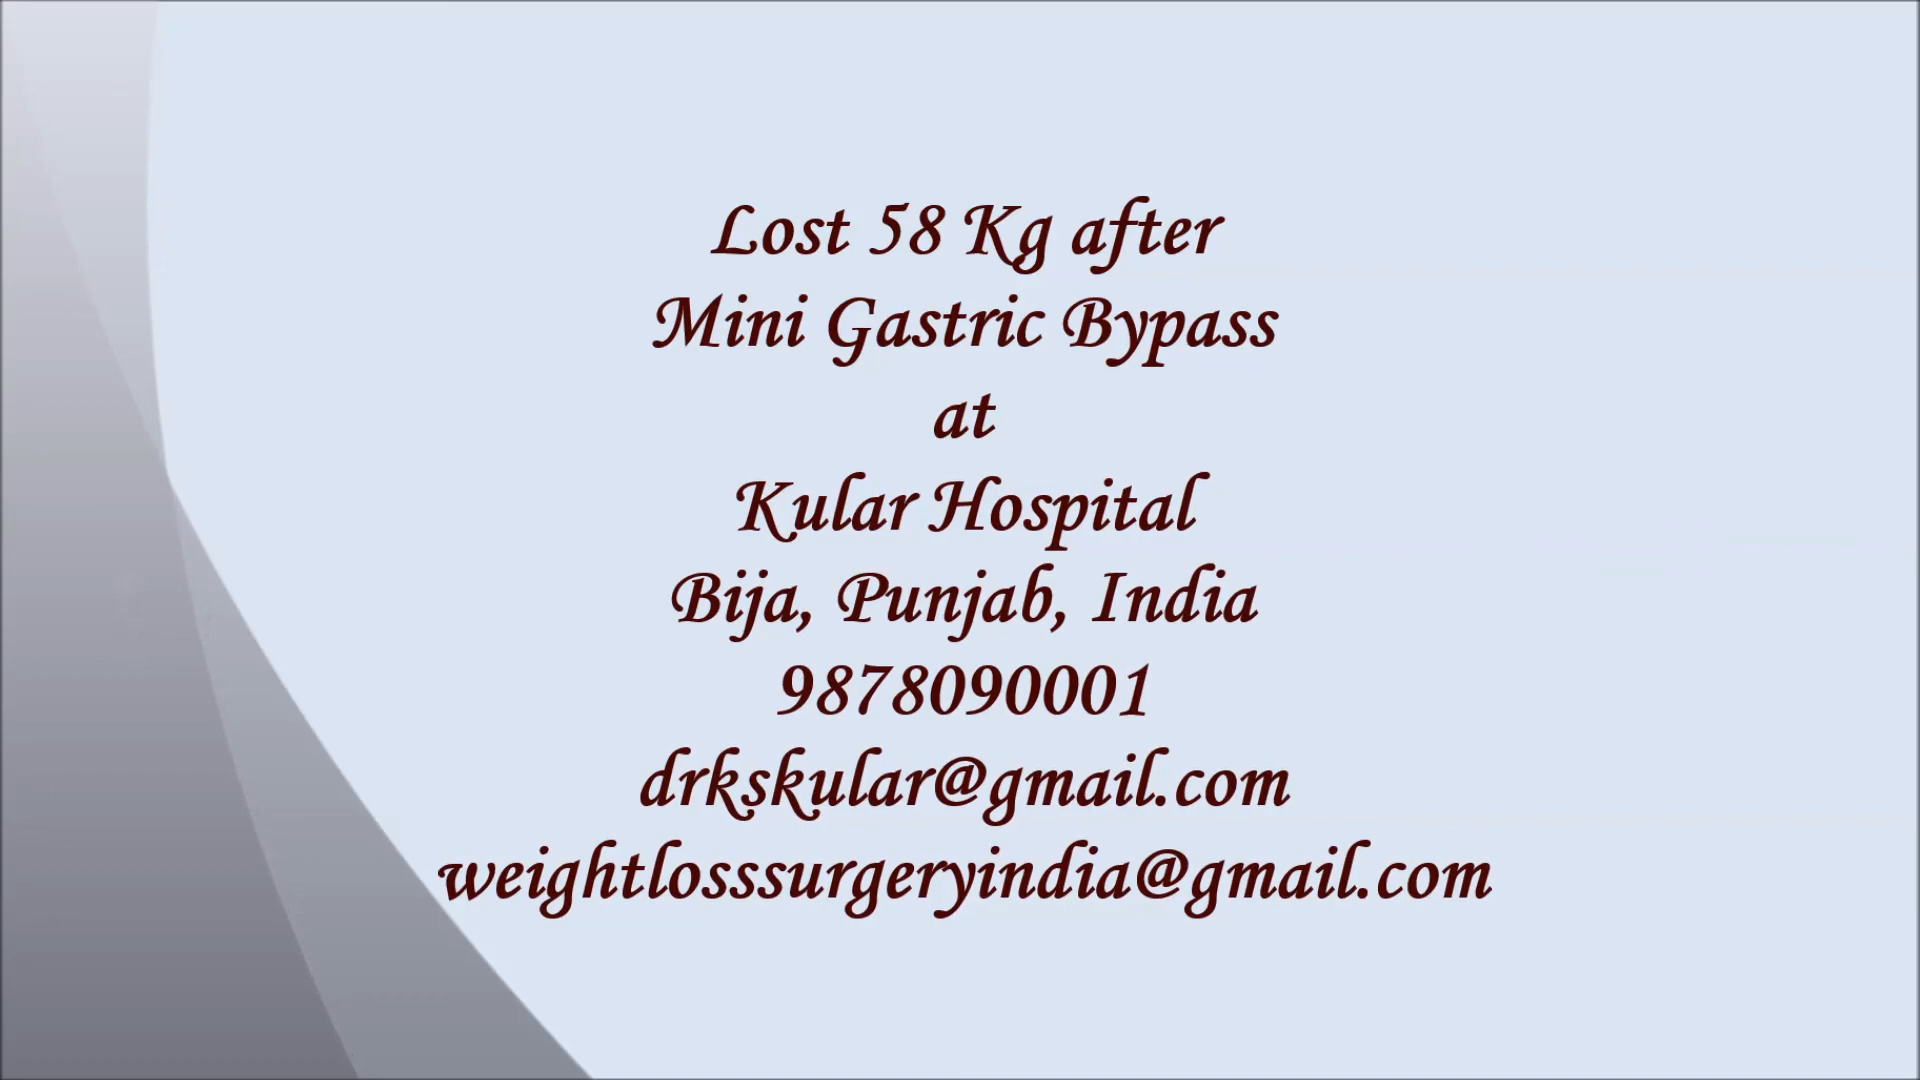 Lost 58 Kg after
Mini Gastric Bypass
at
Kular Hospital
Bija, Punjab, India
9878090001
drkskular@gmail.com
weightlosssurgeryindia@gmail.com